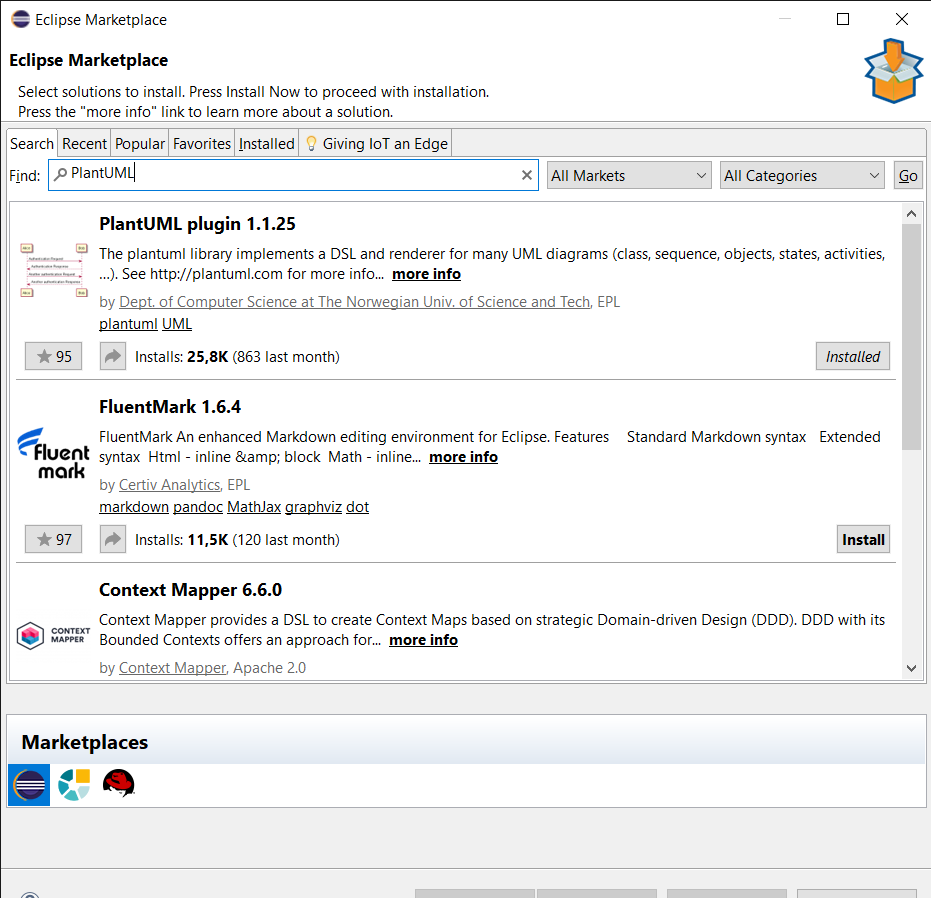 Eclipse Marketplace
Eclipse Marketplace
Select solutions to install. Press Install Now to proceed with installation.
Press the "more info" link to learn more about a solution.
Search Recent Popular Favorites Installed Giving IoT an Edge
Find: PlantUML All Markets All Categories Go
PlantUML plugin 1.1.25
The plantuml library implements a DSL and renderer for many UML diagrams (class, sequence, objects, states, activities,
...). See http://plantuml.com for more info... more info
by Dept. of Computer Science at The Norwegian Univ. of Science and Tech, EPL
plantuml UML
95 Installs: 25,8K (863 last month) Installed
FluentMark 1.6.4
Fluent
mark
FluentMark An enhanced Markdown editing environment for Eclipse. Features Standard Markdown syntax Extended
syntax Html - inline &amp; block Math - inline... more info
by Certiv Analytics, EPL
markdown pandoc MathJax graphviz dot
97 Installs: 11,5K (120 last month) Install
Context Mapper 6.6.0
CONTEXT
MAPPER
Context Mapper provides a DSL to create Context Maps based on strategic Domain-driven Design (DDD). DDD with its
Bounded Contexts offers an approach for... more info
by Context Mapper, Apache 2.0
Marketplaces